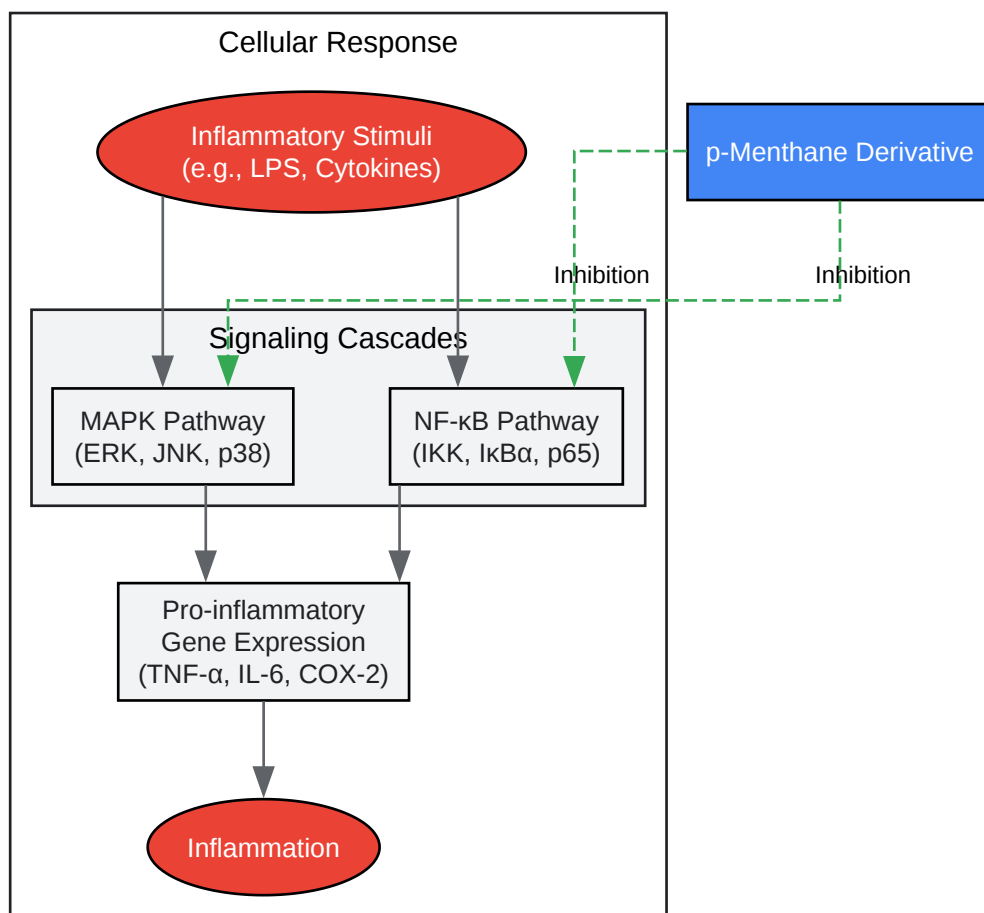 Cellular Response
Inflammatory Stimuli
(e.g., LPS, Cytokines)
p-Menthane Derivative
Inhibition
Inhibition
Signaling Cascades
MAPK Pathway
(ERK, JNK, p38)
NF-κB Pathway
(IKK, IκBα, p65)
Pro-inflammatory
Gene Expression
(TNF-α, IL-6, COX-2)
Inflammation